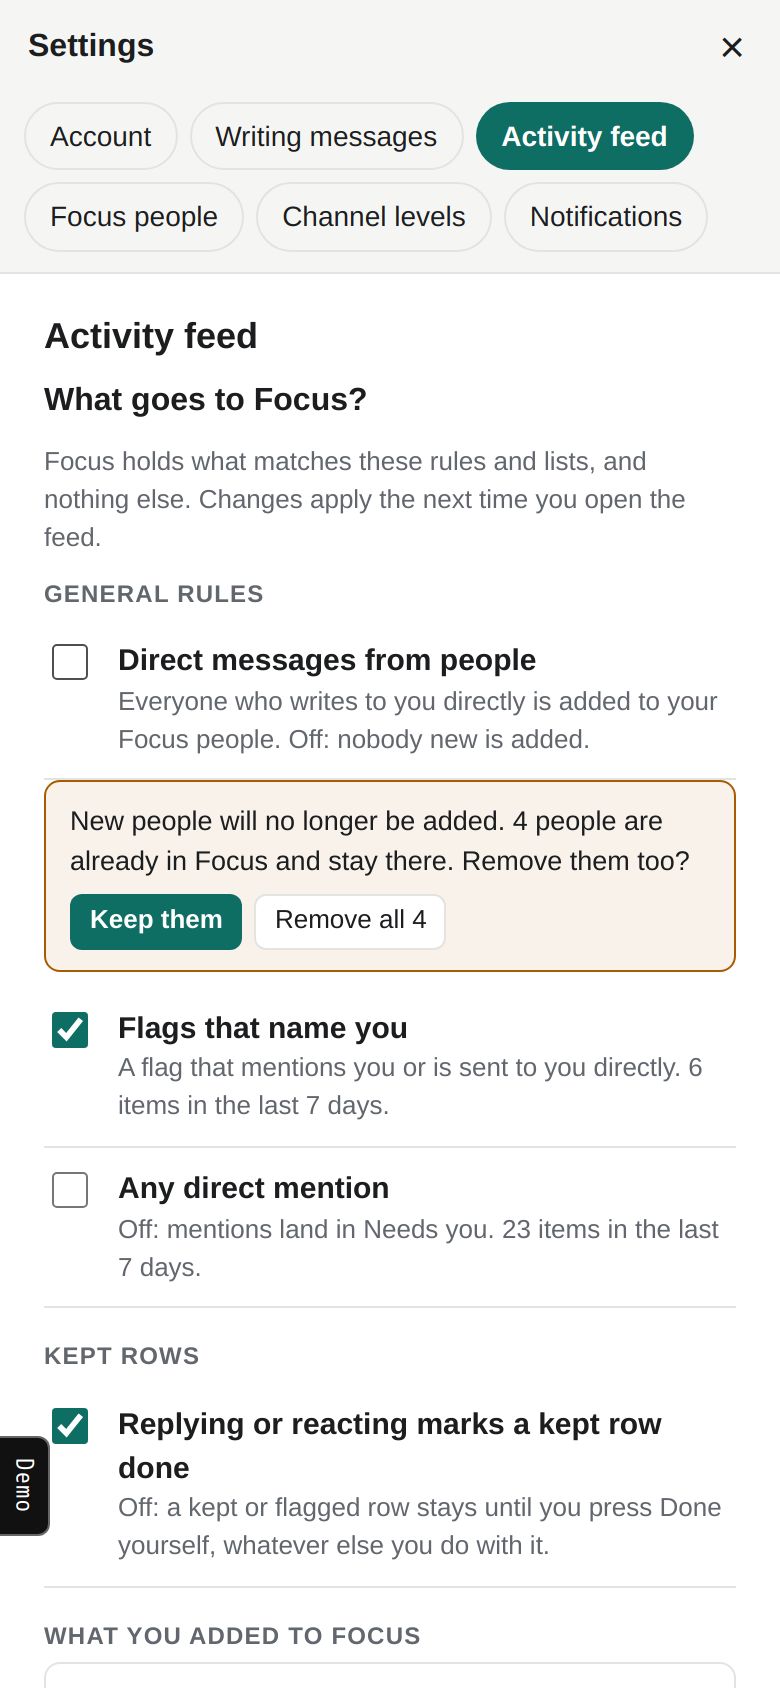 Settings
Account
Writing messages
Activity feed
Focus people
Channel levels
Notifications
Activity feed
What goes to Focus?
Focus holds what matches these rules and lists, and
nothing else. Changes apply the next time you open the
feed.
GENERAL RULES
Direct messages from people
Everyone who writes to you directly is added to your
Focus people. Off: nobody new is added.
New people will no longer be added. 4 people are
already in Focus and stay there. Remove them too?
Keep them
Remove all 4
Flags that name you
A flag that mentions you or is sent to you directly. 6
items in the last 7 days.
Any direct mention
Off: mentions land in Needs you. 23 items in the last
7 days.
KEPT ROWS
Replying or reacting marks a kept row
done
Off: a kept or flagged row stays until you press Done
yourself, whatever else you do with it.
Demo
WHAT YOU ADDED TO FOCUS